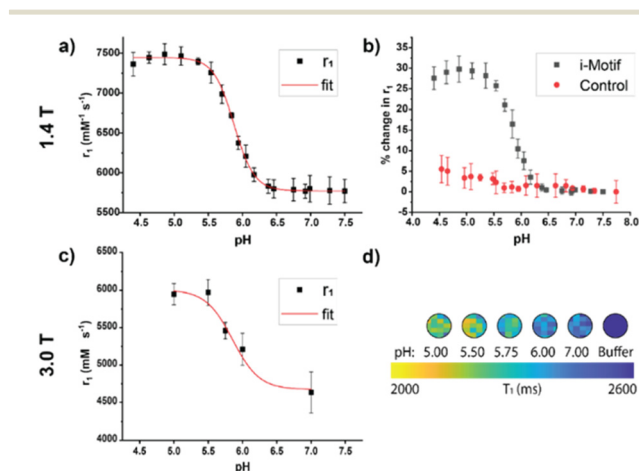 a)
1.4 T
r₁ (mM⁻¹ s⁻¹)
7500
7000
6500
6000
5500
4.5 5.0 5.5 6.0 6.5 7.0 7.5
pH
r₁
fit
b)
% change in r₁
35
30
25
20
15
10
5
0
-5
4.5 5.0 5.5 6.0 6.5 7.0 7.5 8.0
pH
i-Motif
Control
c)
3.0 T
r₁ (mM s⁻¹)
6500
6000
5500
5000
4500
4000
4.5 5.0 5.5 6.0 6.5 7.0 7.5
pH
r₁
fit
d)
pH: 5.00 5.50 5.75 6.00 7.00 Buffer
2000 T₁ (ms) 2600